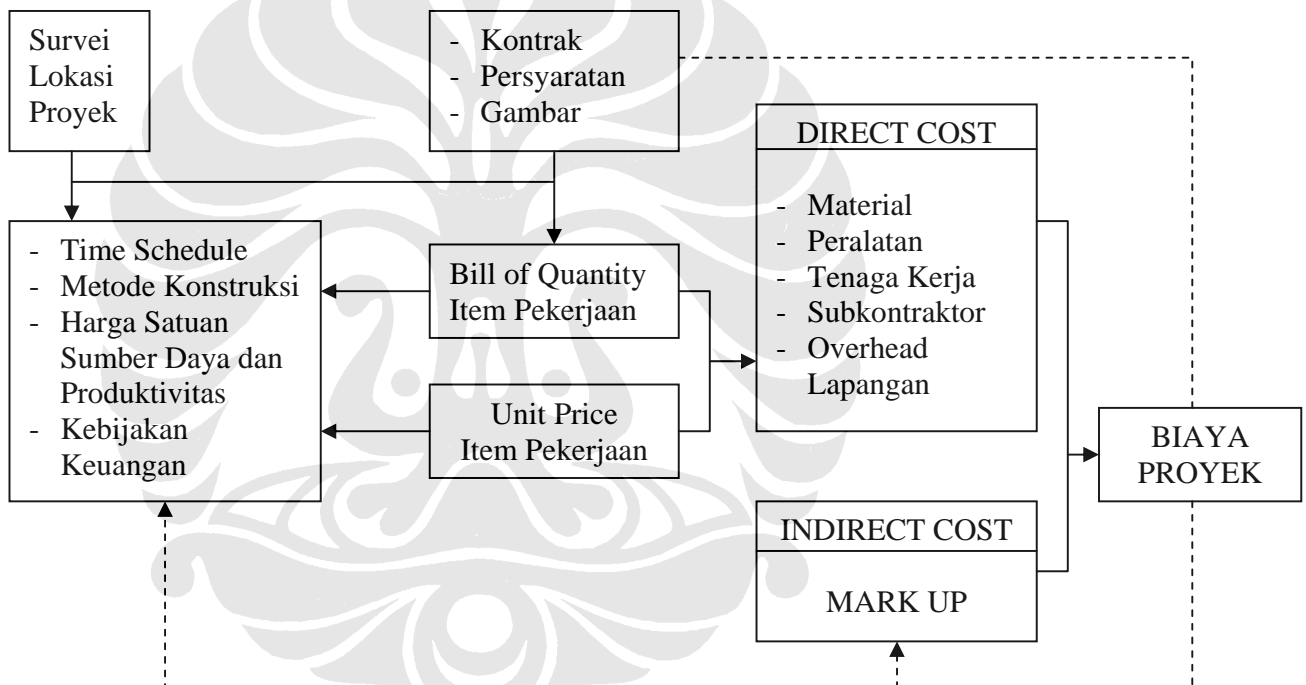 Survei
Lokasi
Proyek
- Kontrak
- Persyaratan
- Gambar
DIRECT COST
- Material
- Peralatan
- Tenaga Kerja
- Subkontraktor
- Overhead
Lapangan
- Time Schedule
- Metode Konstruksi
- Harga Satuan
Sumber Daya dan
Produktivitas
- Kebijakan
Keuangan
Bill of Quantity
Item Pekerjaan
Unit Price
Item Pekerjaan
BIAYA
PROYEK
INDIRECT COST
MARK UP